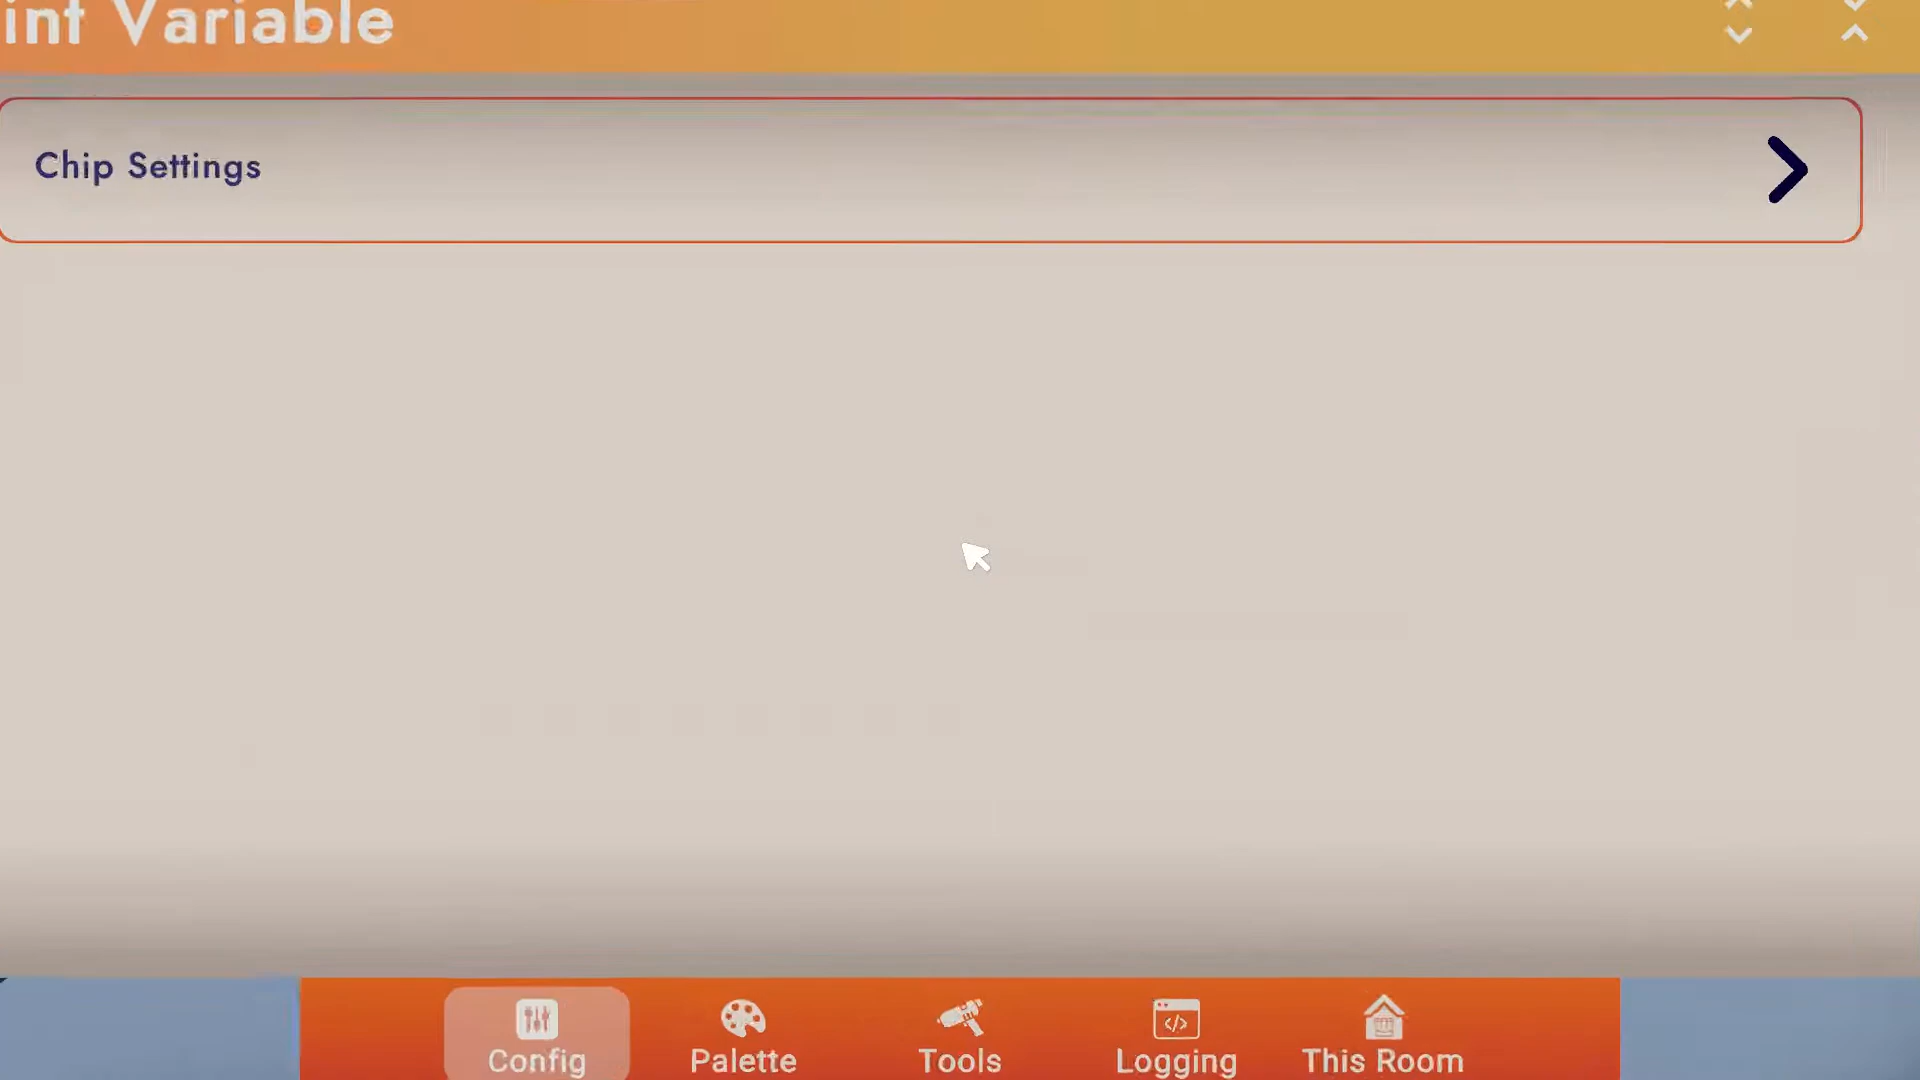 int Variable
Chip Settings
Config
Palette
Tools
Logging
This Room